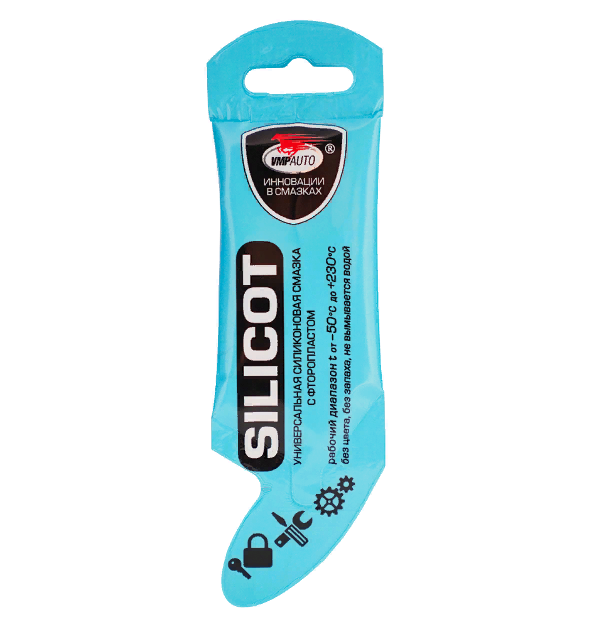 VMPAUTO
®
ИННОВАЦИИ
В СМАЗКАХ
SILICOT
УНИВЕРСАЛЬНАЯ СИЛИКОНОВАЯ СМАЗКА
С ФТОРОПЛАСТОМ
рабочий диапазон t от –50°C до +230°C
без цвета, без запаха, не вымывается водой